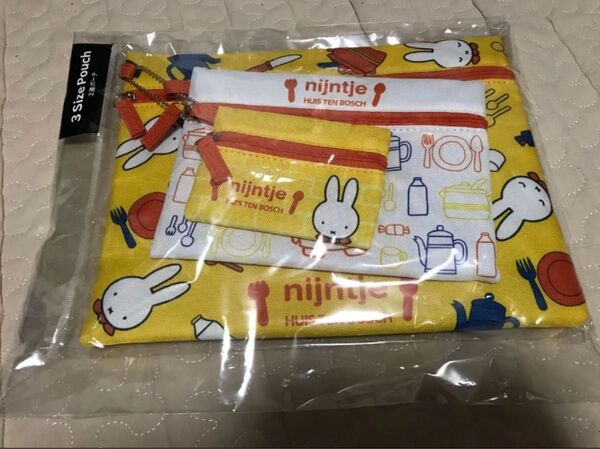 3 Size Pouch
3連ポーチ
nijntje
HUIS TEN BOSCH
nijntje
HUIS TEN BOSCH
nijntje
HUIS TEN BOSCH